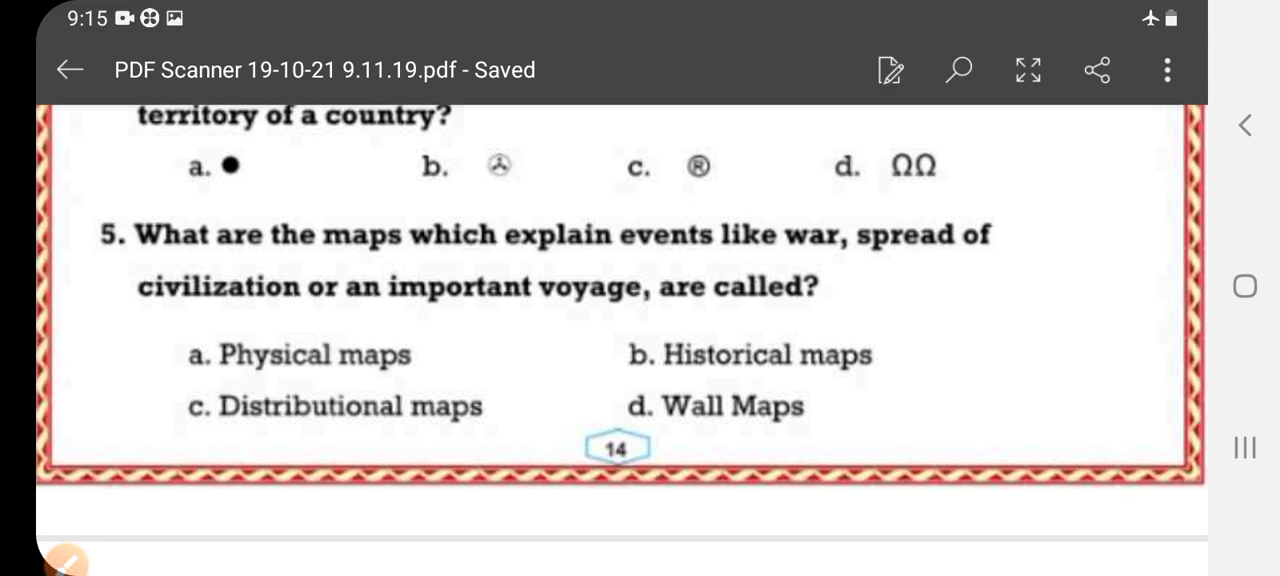 9:15
PDF Scanner 19-10-21 9.11.19.pdf - Saved
territory of a country?
a. ● b. ✇ c. ® d. ΩΩ
5. What are the maps which explain events like war, spread of
civilization or an important voyage, are called?
a. Physical maps b. Historical maps
c. Distributional maps d. Wall Maps
14